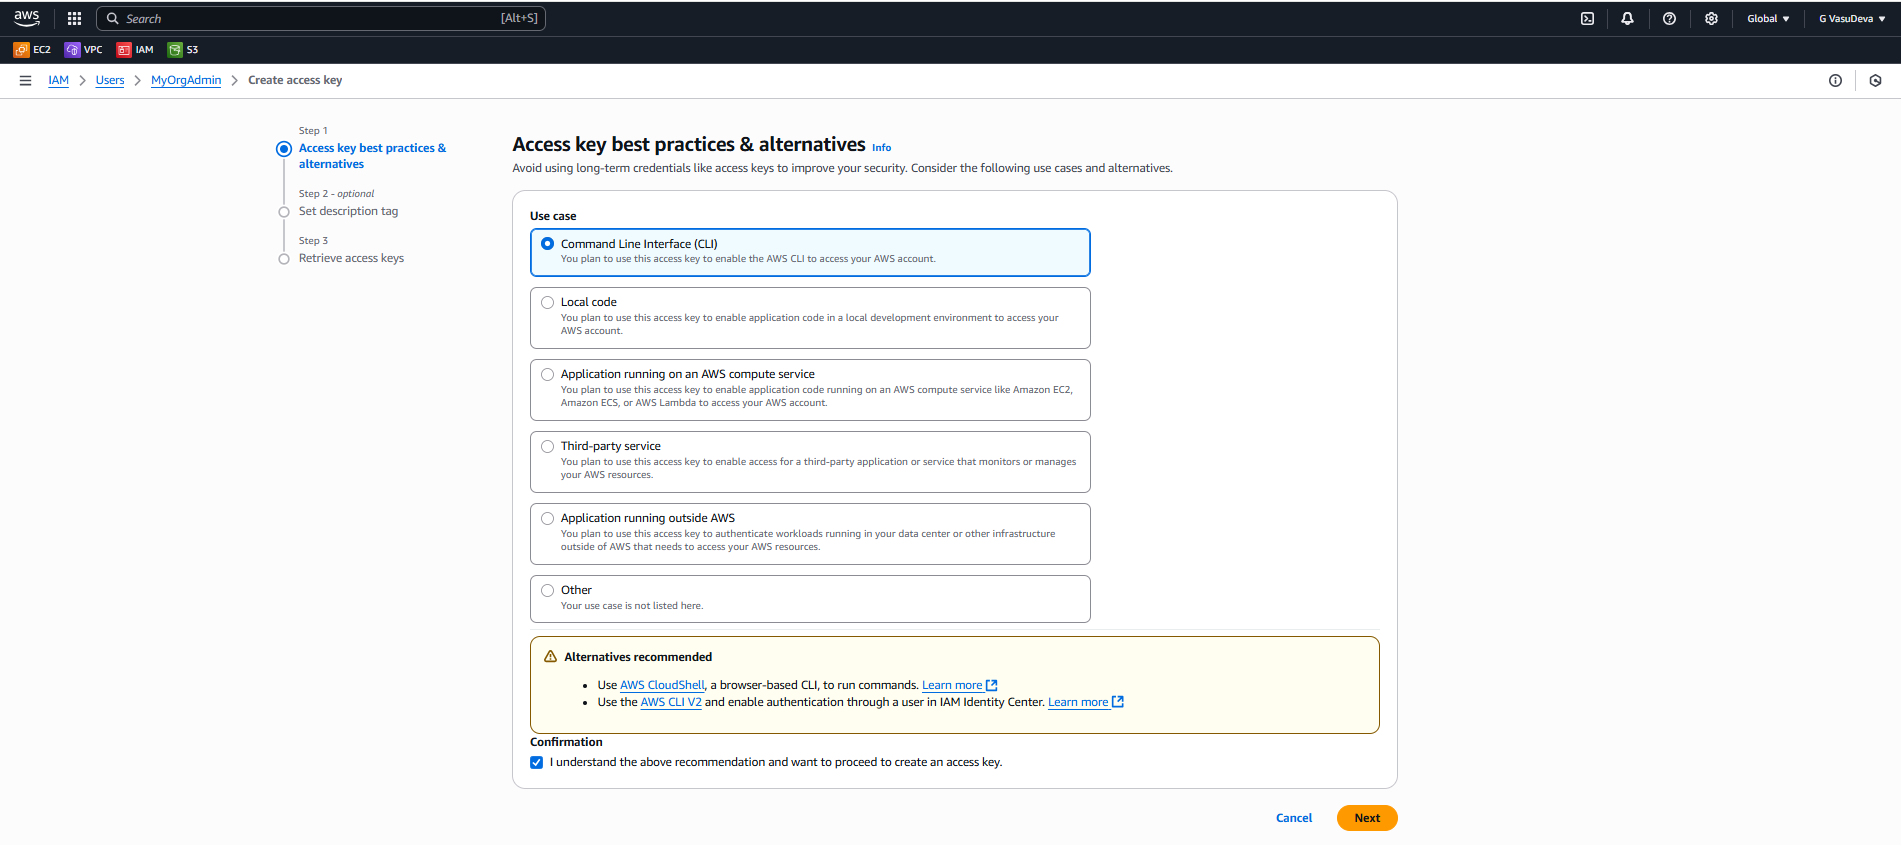 aws
Search
[Alt+S]
Global
G VasuDeva
EC2
VPC
IAM
S3
IAM
Users
MyOrgAdmin
Create access key
Step 1
Access key best practices &
alternatives
Step 2 - optional
Set description tag
Step 3
Retrieve access keys
Access key best practices & alternatives Info
Avoid using long-term credentials like access keys to improve your security. Consider the following use cases and alternatives.
Use case
Command Line Interface (CLI)
You plan to use this access key to enable the AWS CLI to access your AWS account.
Local code
You plan to use this access key to enable application code in a local development environment to access your
AWS account.
Application running on an AWS compute service
You plan to use this access key to enable application code running on an AWS compute service like Amazon EC2,
Amazon ECS, or AWS Lambda to access your AWS account.
Third-party service
You plan to use this access key to enable access for a third-party application or service that monitors or manages
your AWS resources.
Application running outside AWS
You plan to use this access key to authenticate workloads running in your data center or other infrastructure
outside of AWS that needs to access your AWS resources.
Other
Your use case is not listed here.
Alternatives recommended
Use AWS CloudShell, a browser-based CLI, to run commands. Learn more
Use the AWS CLI V2 and enable authentication through a user in IAM Identity Center. Learn more
Confirmation
I understand the above recommendation and want to proceed to create an access key.
Cancel
Next